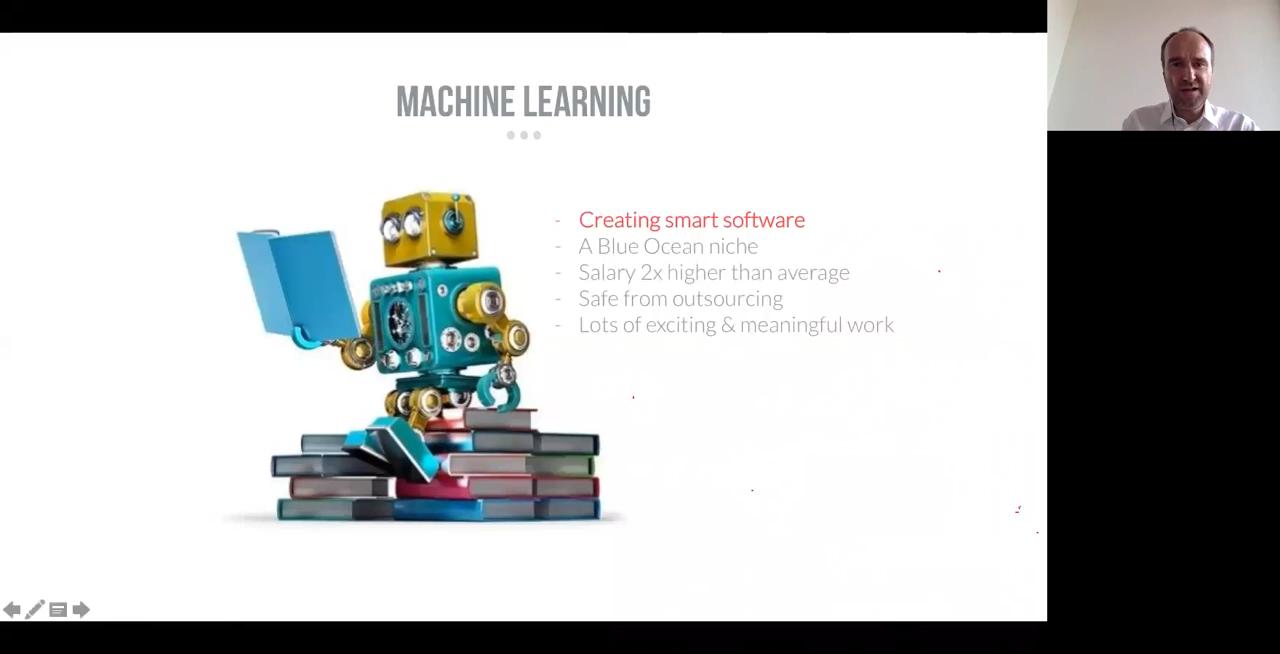 MACHINE LEARNING
- Creating smart software
- A Blue Ocean niche
- Salary 2x higher than average
- Safe from outsourcing
- Lots of exciting & meaningful work